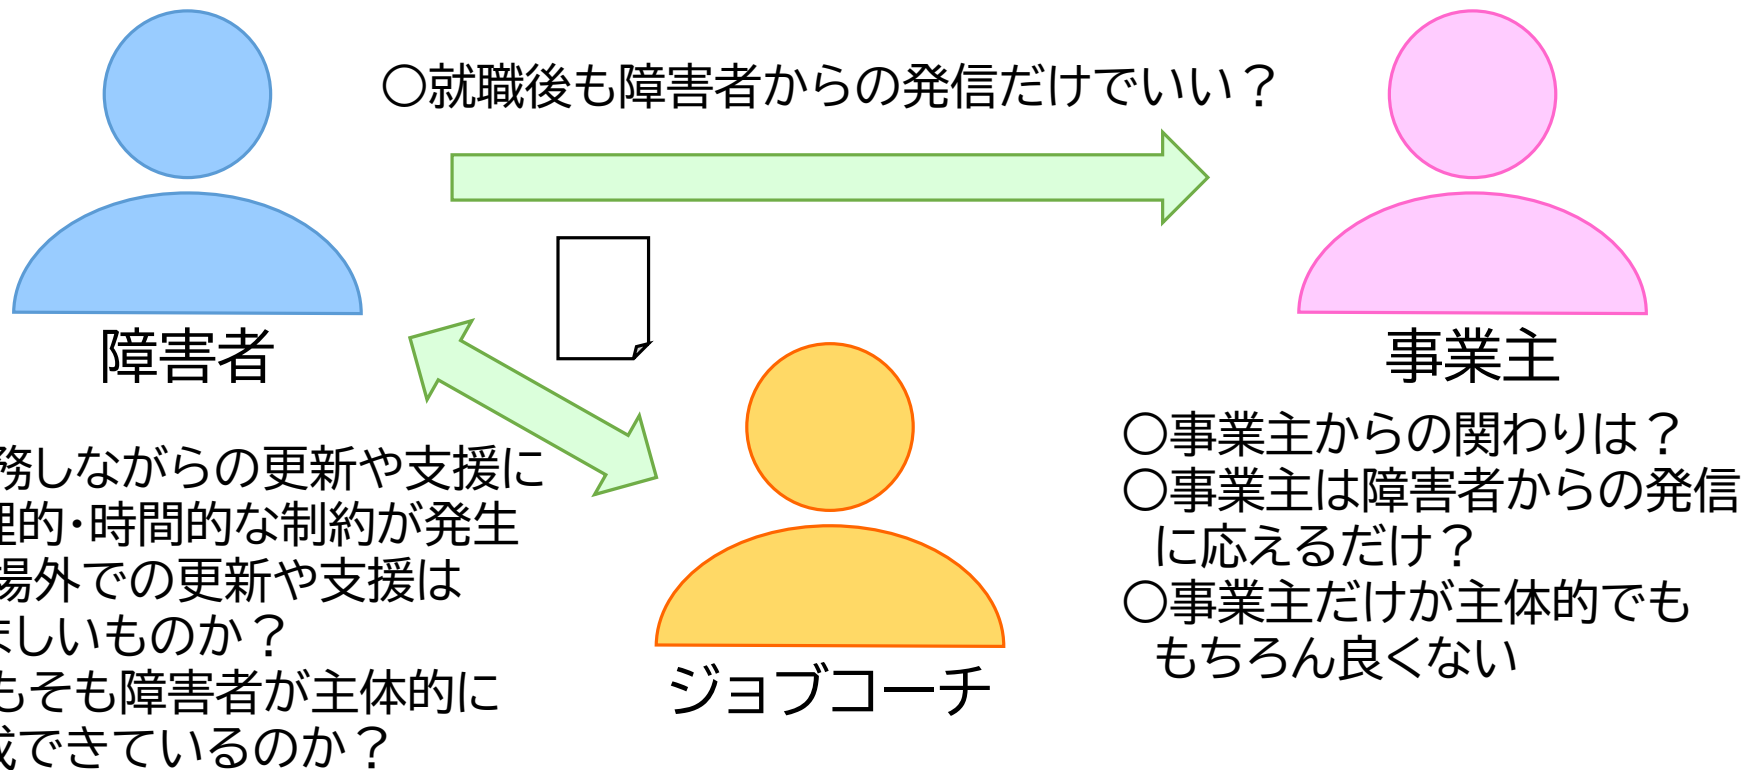 〇就職後も障害者からの発信だけでいい？
障害者
事業主
ジョブコーチ
務しながらの更新や支援に
的・時間的な制約が発生
場外での更新や支援は
しいものか？
もそも障害者が主体的に
できているのか？
〇事業主からの関わりは？
〇事業主は障害者からの発信
に応えるだけ？
〇事業主だけが主体的でも
もちろん良くない